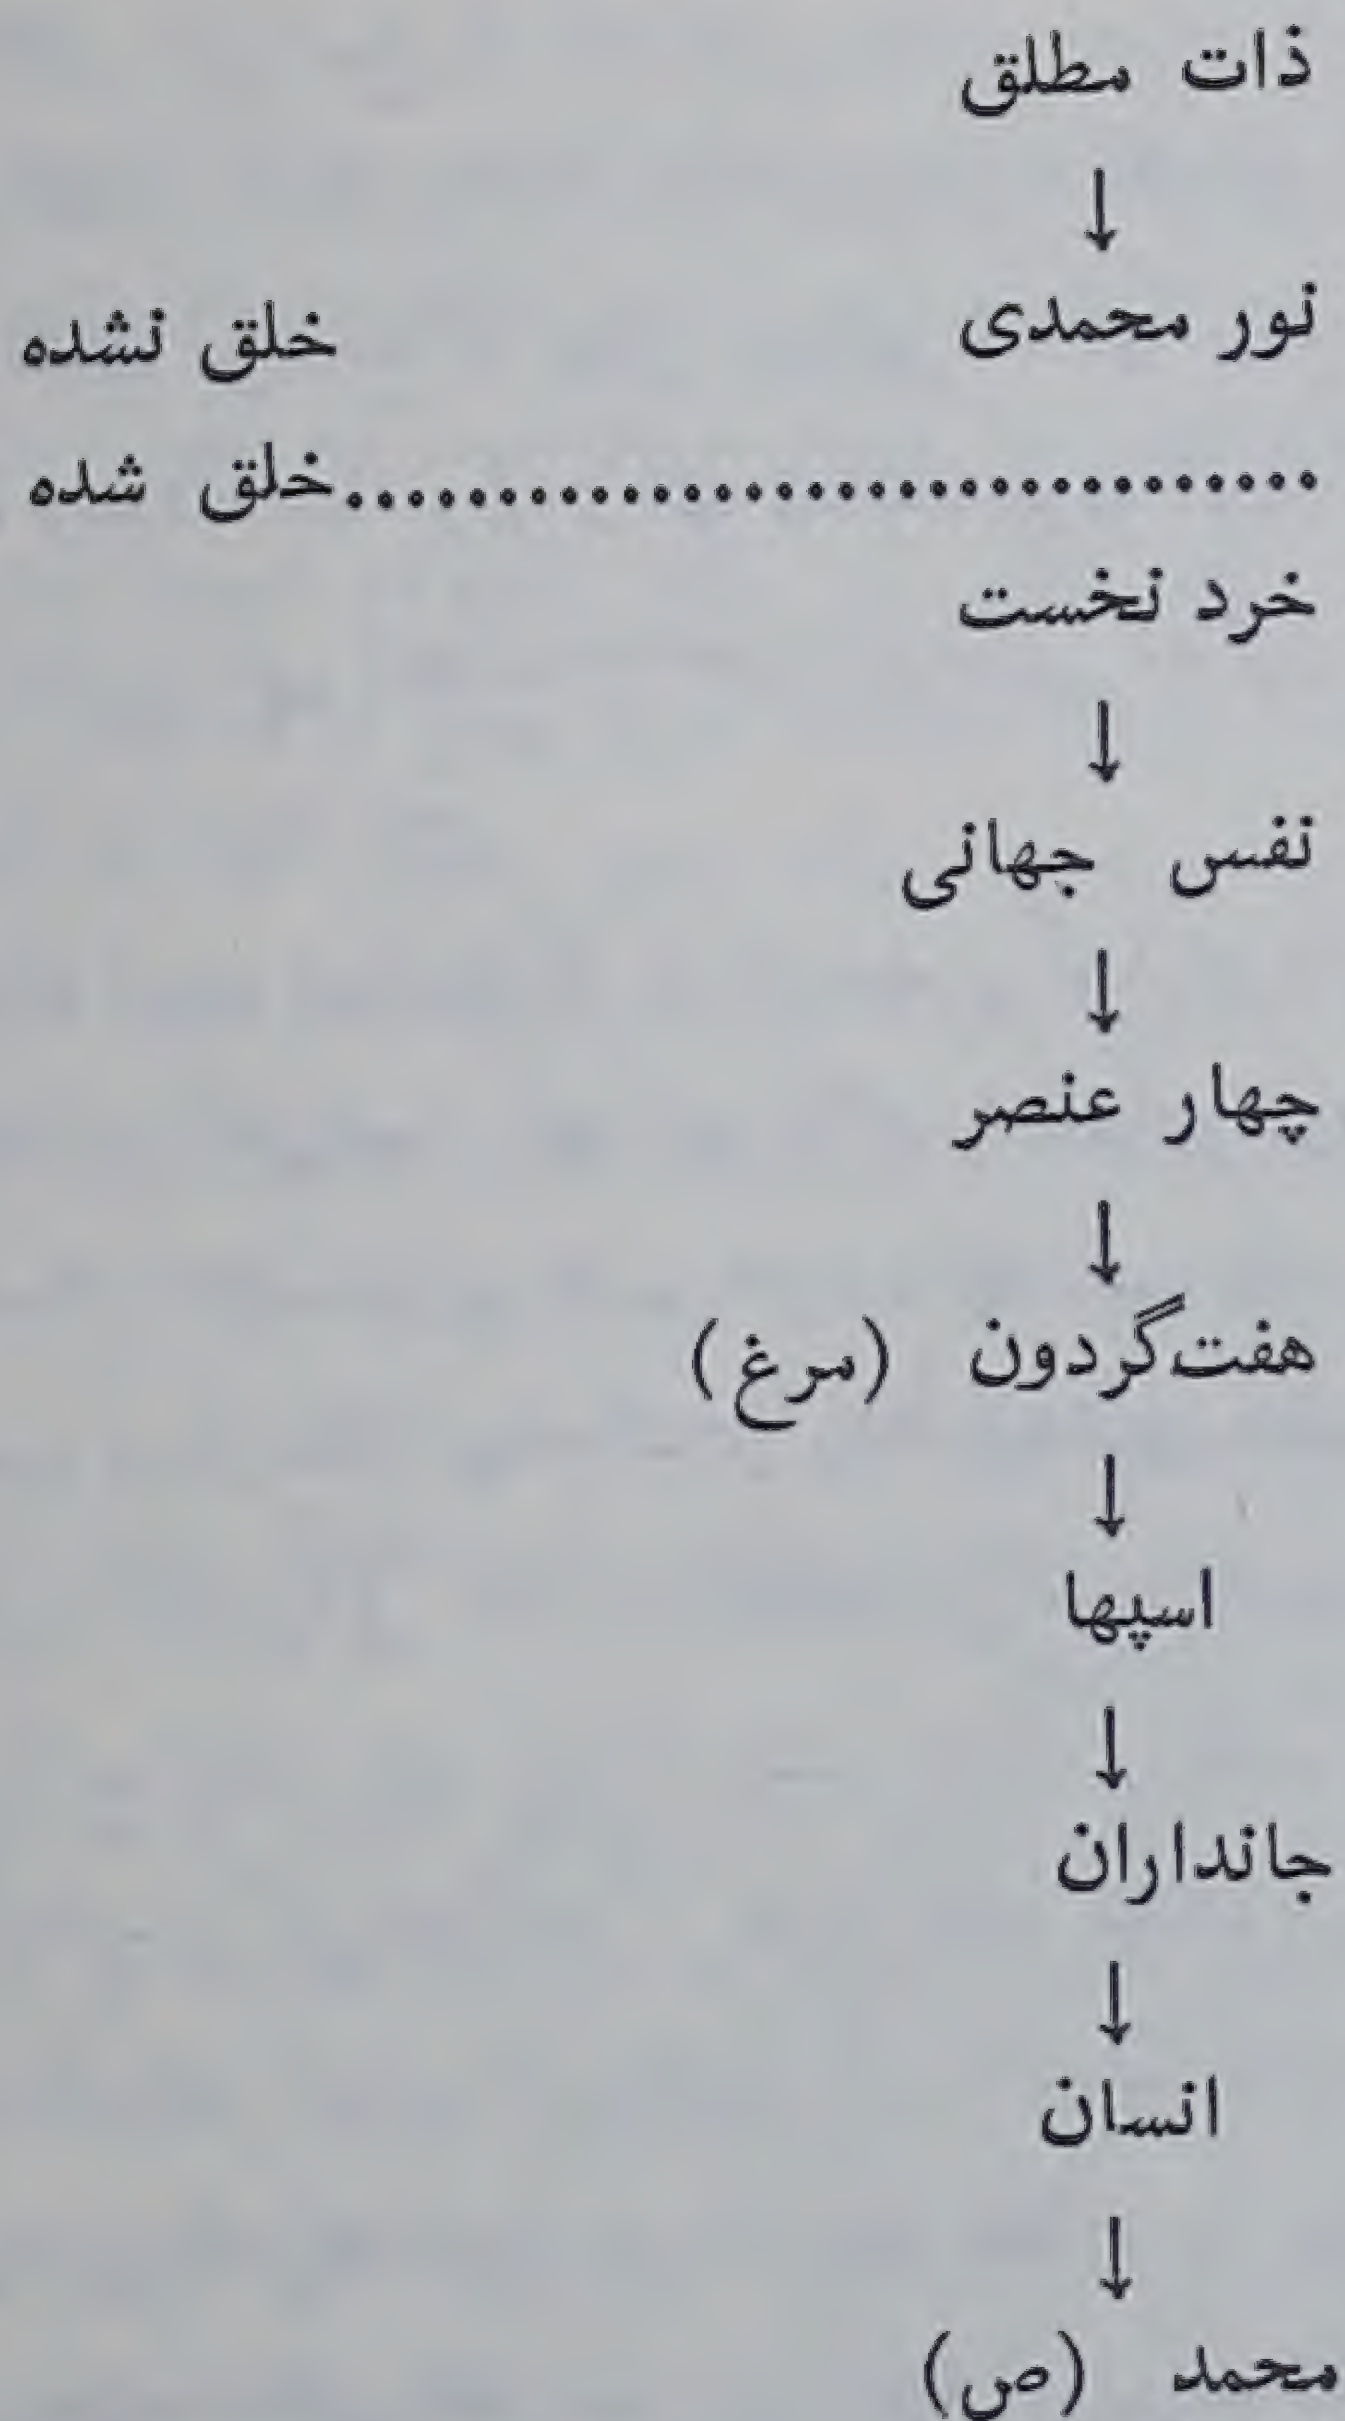 ذات مطلق
↓
نور محمدی خلق نشده
..................................خلق شده
خرد نخست
↓
نفس جهانی
↓
چهار عنصر
↓
هفت‌گردون (مرغ)
↓
اسپها
↓
جانداران
↓
انسان
↓
محمد (ص)